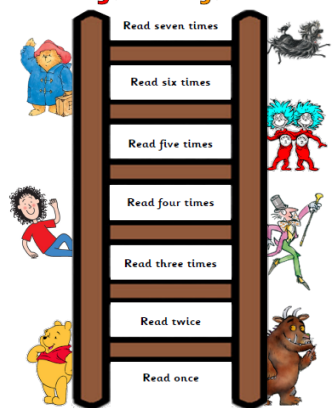 Read seven times
Read six times
Read five times
Read four times
Read three times
Read twice
Read once